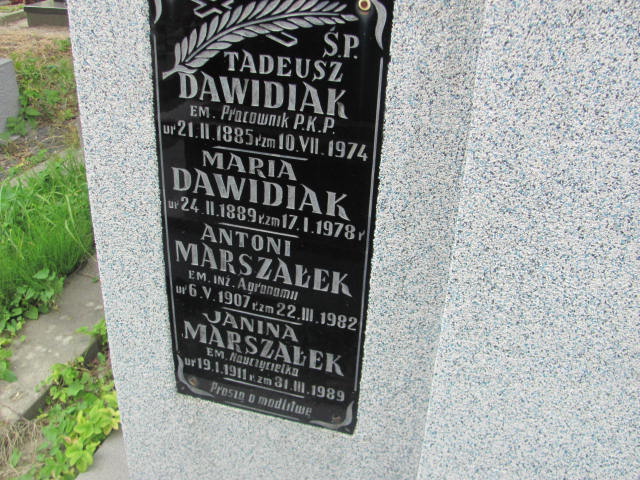 Ś.P.
TADEUSZ
DAWIDIAK
EM. Pracownik P.K.P.
ur 21.II.1885 r. zm 10.VII.1974
MARIA
DAWIDIAK
ur 24.II.1889 r. zm 17.I.1978 r
ANTONI
MARSZAŁEK
EM. INŻ. Agronomu
ur 6.V.1907 r. zm 22.III.1982
JANINA
MARSZAŁEK
EM. Nauczycielka
ur 19.I.1911 r. zm 31.III.1989
Proszą o modlitwę